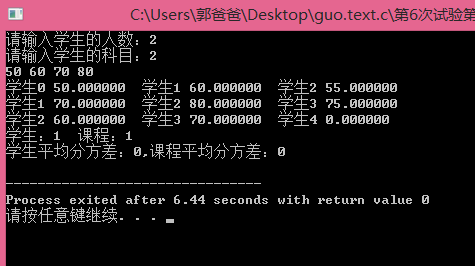 C:\Users\郭爸爸\Desktop\guo.text.c\第6次试验第
请输入学生的人数：2
请输入学生的科目：2
50 60 70 80
学生0 50.000000 学生1 60.000000 学生2 55.000000
学生1 70.000000 学生2 80.000000 学生3 75.000000
学生2 60.000000 学生3 70.000000 学生4 0.000000
学生：1 课程：1
学生平均分方差：0,课程平均分方差：0
--------------------------------
Process exited after 6.44 seconds with return value 0
请按任意键继续. . .